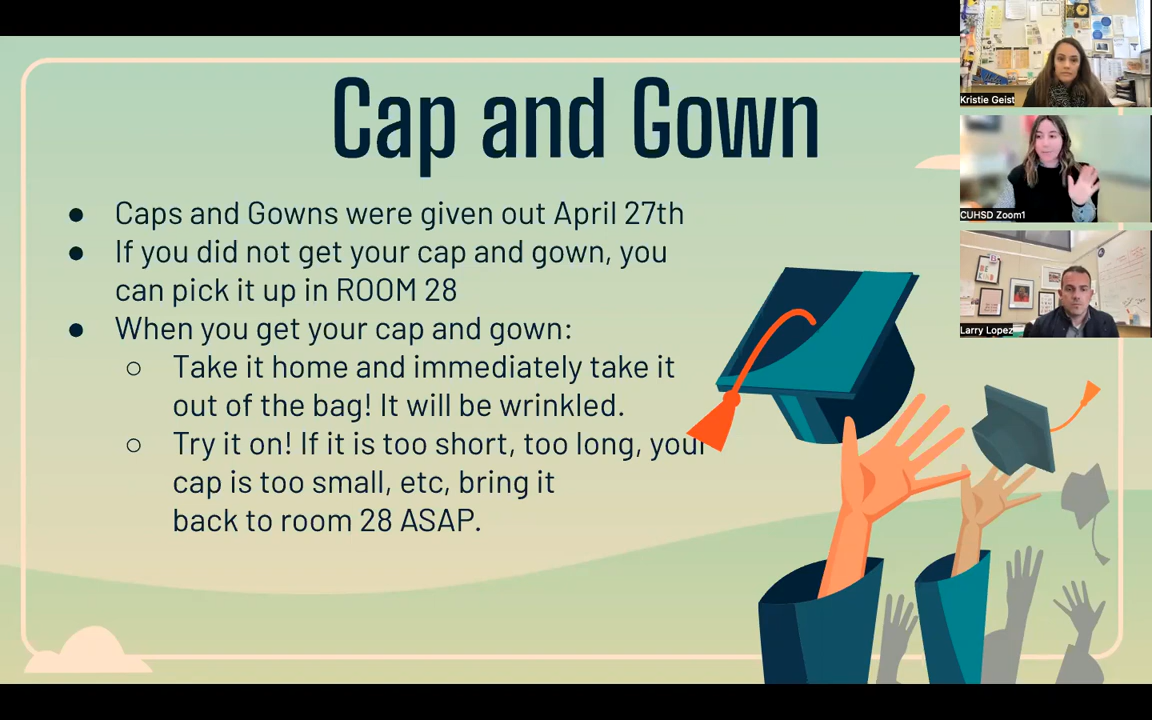 Cap and Gown
● Caps and Gowns were given out April 27th
● If you did not get your cap and gown, you
can pick it up in ROOM 28
● When you get your cap and gown:
○ Take it home and immediately take it
out of the bag! It will be wrinkled.
○ Try it on! If it is too short, too long, your
cap is too small, etc, bring it
back to room 28 ASAP.
Kristie Geist
CUHSD Zoom1
BE
KIND
Larry Lopez